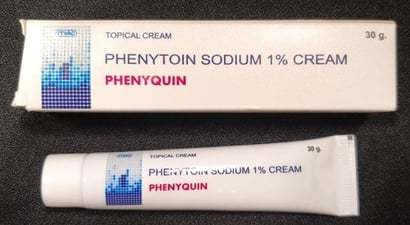 TOPICAL CREAM
30 g.
PHENYTOIN SODIUM 1% CREAM
PHENYQUIN
TOPICAL CREAM
30 g.
PHENYTOIN SODIUM 1% CREAM
PHENYQUIN